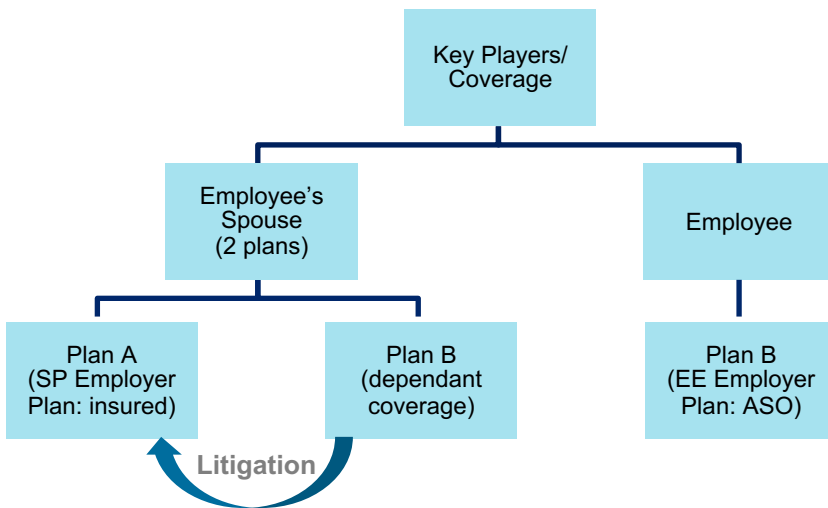 Key Players/
Coverage
Employee’s
Spouse
(2 plans)
Employee
Plan A
(SP Employer
Plan: insured)
Plan B
(dependant
coverage)
Plan B
(EE Employer
Plan: ASO)
Litigation